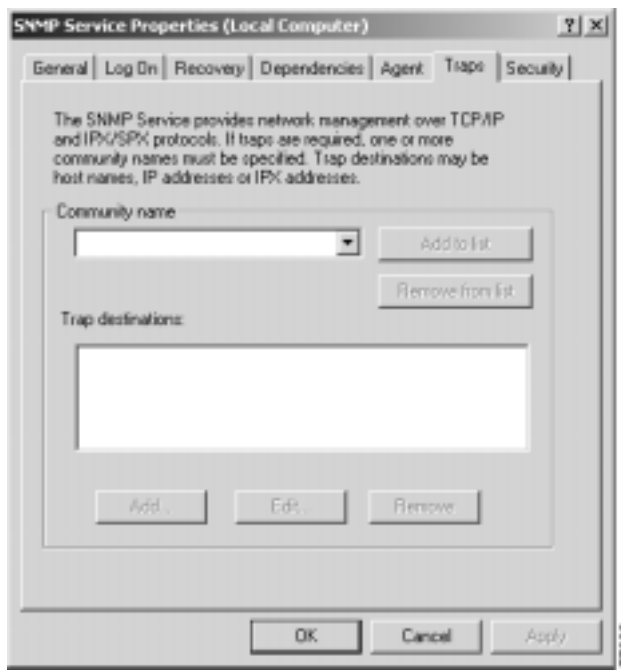 SNMP Service Properties (Local Computer)
? ×
General Log On Recovery Dependencies Agent Traps Security
The SNMP Service provides network management over TCP/IP
and IPX/SPX protocols. If traps are required, one or more
community names must be specified. Trap destinations may be
host names, IP addresses or IPX addresses.
Community name
Add to list
Remove from list
Trap destinations:
Add... Edit... Remove
OK Cancel Apply